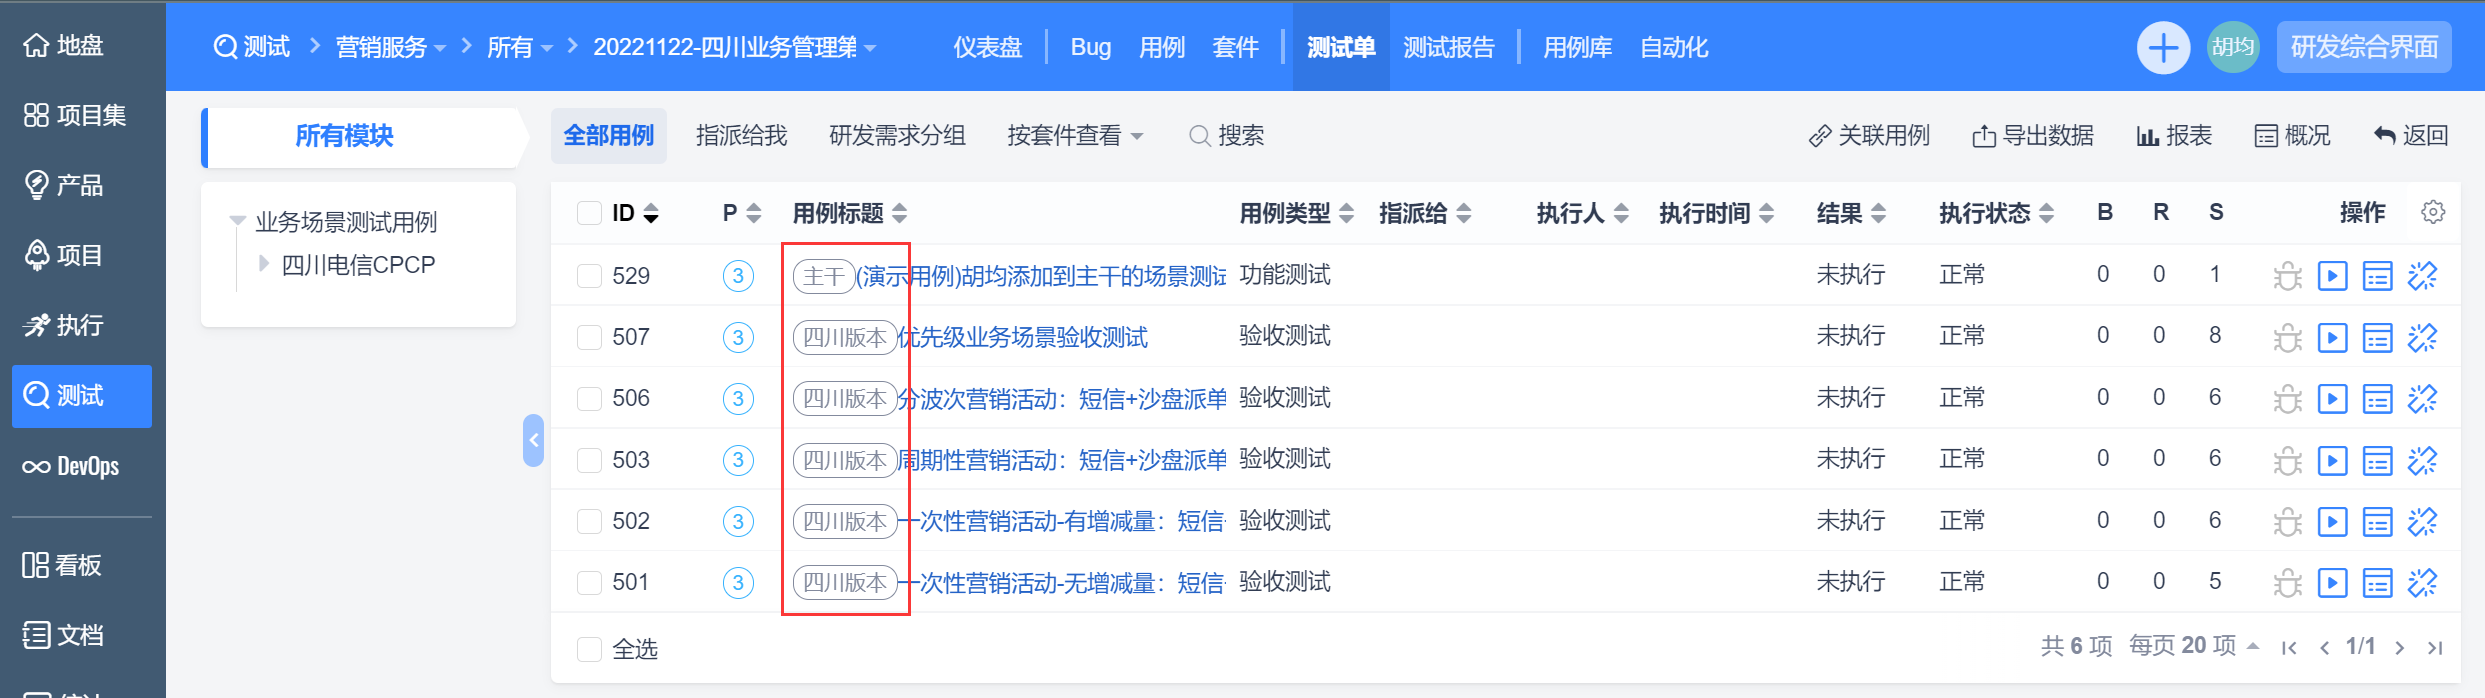 地盘
项目集
产品
项目
执行
测试
DevOps
看板
文档
测试 营销服务 所有 20221122-四川业务管理第
仪表盘 Bug 用例 套件 测试单 测试报告 用例库 自动化
胡均 研发综合界面
所有模块
业务场景测试用例
四川电信CPCP
全部用例 指派给我 研发需求分组 按套件查看 搜索
关联用例 导出数据 报表 概况 返回
ID P 用例标题 用例类型 指派给 执行人 执行时间 结果 执行状态 B R S 操作
529 3 主干 (演示用例)胡均添加到主干的场景测试 功能测试 未执行 正常 0 0 1
507 3 四川版本 优先级业务场景验收测试 验收测试 未执行 正常 0 0 8
506 3 四川版本 分波次营销活动：短信+沙盘派单 验收测试 未执行 正常 0 0 6
503 3 四川版本 周期性营销活动：短信+沙盘派单 验收测试 未执行 正常 0 0 6
502 3 四川版本 一次性营销活动-有增减量：短信 验收测试 未执行 正常 0 0 6
501 3 四川版本 一次性营销活动-无增减量：短信 验收测试 未执行 正常 0 0 5
全选
共 6 项 每页 20 项 1/1